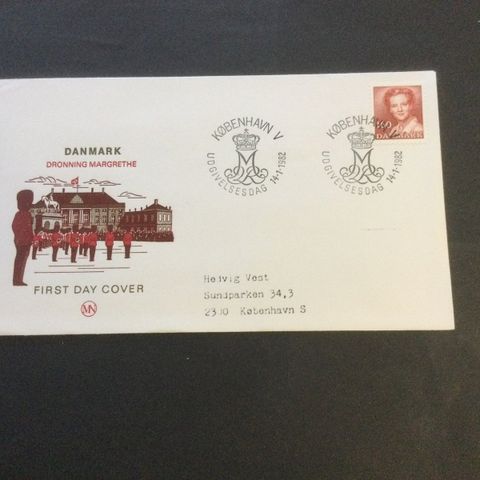 DANMARK
DRONNING MARGRETHE
FIRST DAY COVER
MN
KØBENHAVN V
UDGIVELSESDAG 14-1-1982
KØBENHAVN V
UDGIVELSESDAG 14-1-1982
DANMARK
Hedvig Vest
Sundparken 34,3
2300 København S